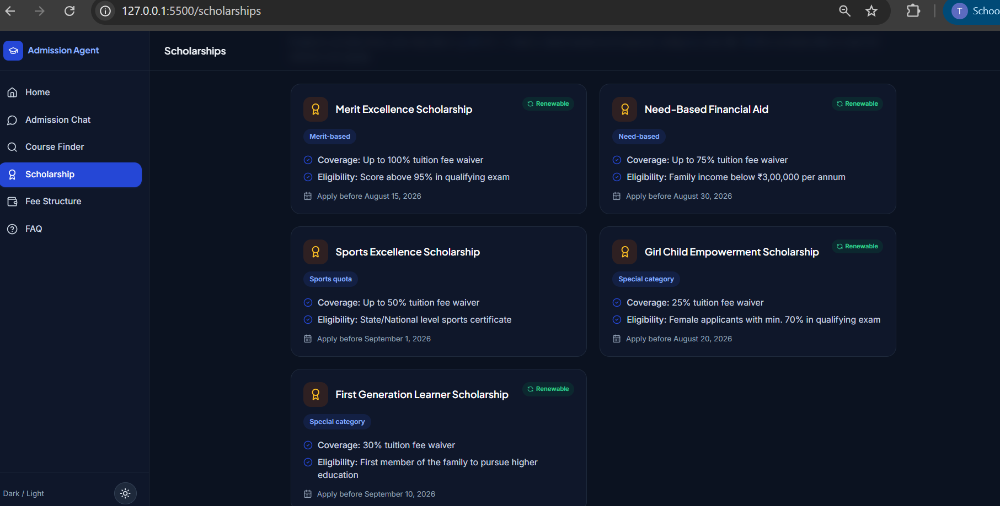 127.0.0.1:5500/scholarships
T
Schoo
Admission Agent
Scholarships
Home
Admission Chat
Course Finder
Scholarship
Fee Structure
FAQ
Dark / Light
Merit Excellence Scholarship
Renewable
Merit-based
Coverage: Up to 100% tuition fee waiver
Eligibility: Score above 95% in qualifying exam
Apply before August 15, 2026
Need-Based Financial Aid
Renewable
Need-based
Coverage: Up to 75% tuition fee waiver
Eligibility: Family income below ₹3,00,000 per annum
Apply before August 30, 2026
Sports Excellence Scholarship
Sports quota
Coverage: Up to 50% tuition fee waiver
Eligibility: State/National level sports certificate
Apply before September 1, 2026
Girl Child Empowerment Scholarship
Renewable
Special category
Coverage: 25% tuition fee waiver
Eligibility: Female applicants with min. 70% in qualifying exam
Apply before August 20, 2026
First Generation Learner Scholarship
Renewable
Special category
Coverage: 30% tuition fee waiver
Eligibility: First member of the family to pursue higher
education
Apply before September 10, 2026